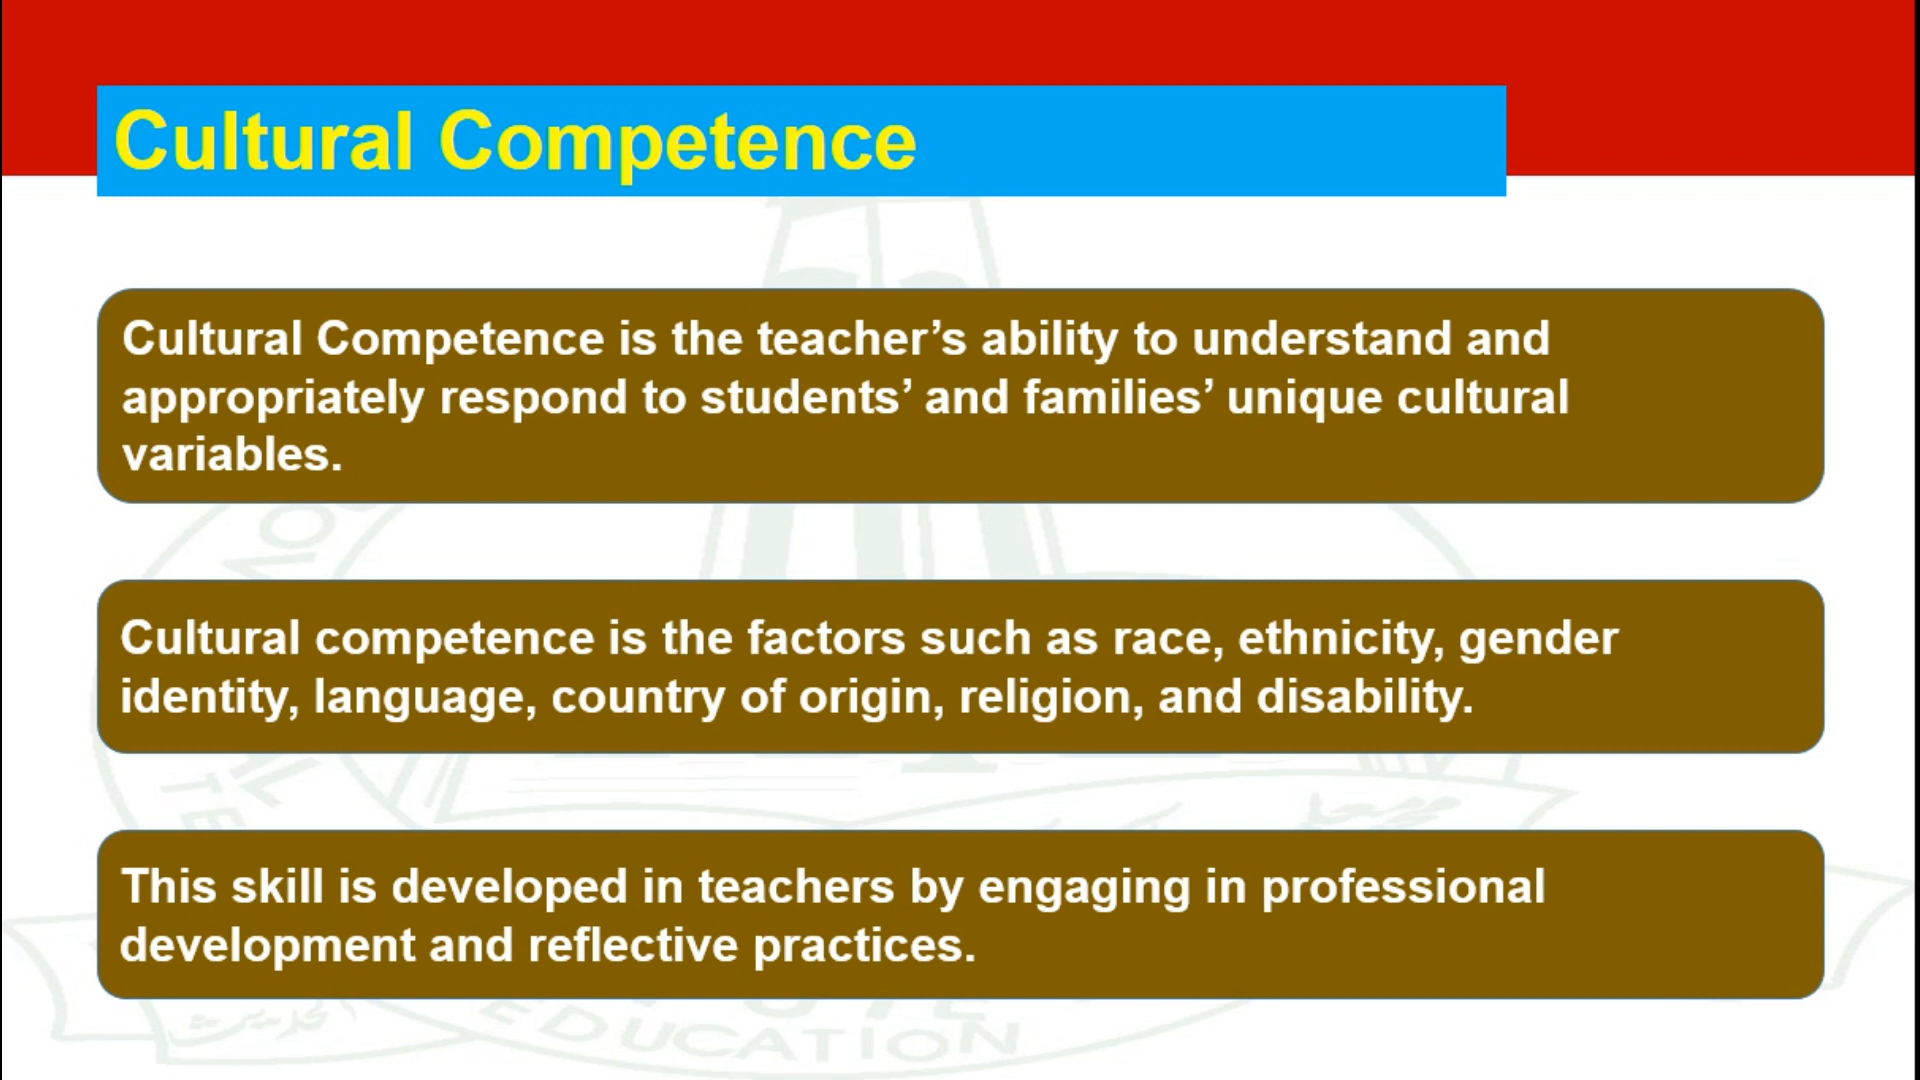 Cultural Competence
Cultural Competence is the teacher’s ability to understand and
appropriately respond to students’ and families’ unique cultural
variables.
Cultural competence is the factors such as race, ethnicity, gender
identity, language, country of origin, religion, and disability.
This skill is developed in teachers by engaging in professional
development and reflective practices.
EDUCATION